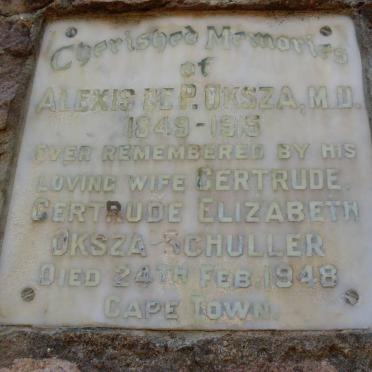 Cherished Memories
of
ALEXIS DE P. OKSZA, M.D.
1849-1915
EVER REMEMBERED BY HIS
LOVING WIFE GERTRUDE.
GERTRUDE ELIZABETH
OKSZA-SCHULLER
DIED 24TH FEB. 1948
CAPE TOWN.